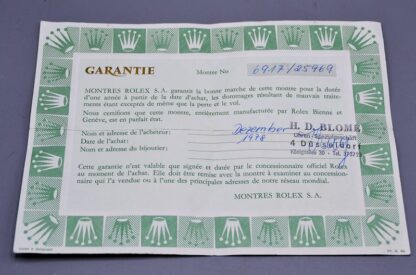 GARANTIE
Montre No 6917/25969
MONTRES ROLEX S.A. garantit la bonne marche de cette montre pour la durée
d'une année à partir de la date d'achat, les dommages résultant de mauvais traite-
ments étant exceptés de même que la perte et le vol.
Nous certifions que cette montre, entièrement manufacturée par Rolex Bienne et
Genève, est en parfait état.
Nom et adresse de l'acheteur:
Date de l'achat: Dezember 1978
Nom et adresse du bijoutier:
H. D. BLOME
4 Düsseldorf
Cette garantie n'est valable que signée et datée par le concessionnaire officiel Rolex
au moment de l'achat. Elle doit être remise avec la montre à examiner au concession-
naire qui l'a vendue ou à l'une des principales adresses de notre réseau mondial.
MONTRES ROLEX S.A.